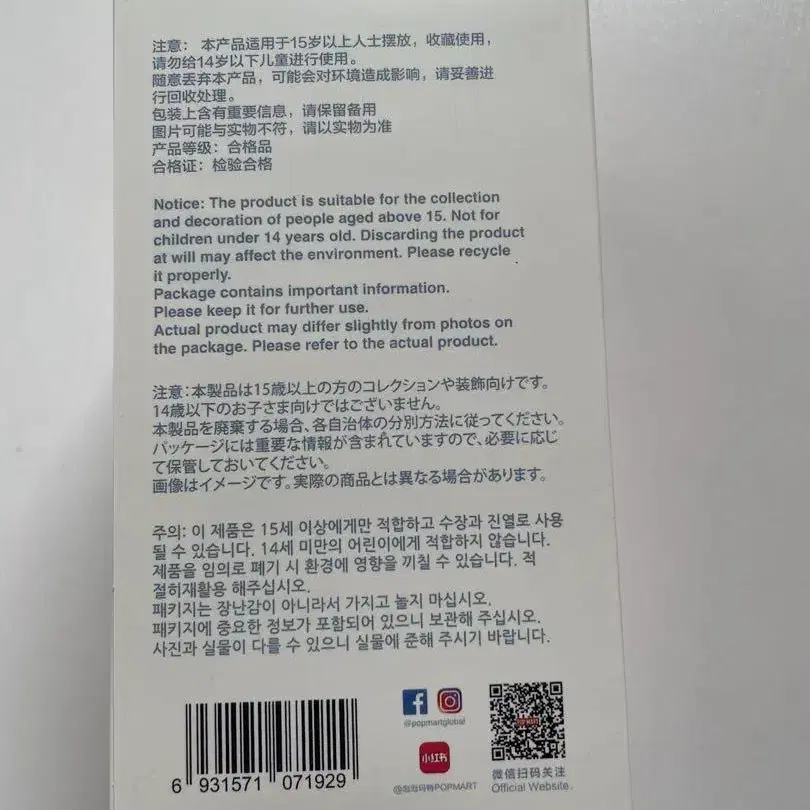 注意： 本产品适用于15岁以上人士摆放，收藏使用，
请勿给14岁以下儿童进行使用。
随意丢弃本产品，可能会对环境造成影响，请妥善进
行回收处理。
包装上含有重要信息，请保留备用
图片可能与实物不符，请以实物为准
产品等级：合格品
合格证：检验合格
Notice: The product is suitable for the collection
and decoration of people aged above 15. Not for
children under 14 years old. Discarding the product
at will may affect the environment. Please recycle
it properly.
Package contains important information.
Please keep it for further use.
Actual product may differ slightly from photos on
the package. Please refer to the actual product.
注意：本製品は15歳以上の方のコレクションや装飾向けです。
14歳以下のお子さま向けではございません。
本製品を廃棄する場合、各自治体の分別方法に従ってください。
パッケージには重要な情報が含まれていますので、必要に応じ
て保管しておいてください。
画像はイメージです。実際の商品とは異なる場合があります。
주의: 이 제품은 15세 이상에게만 적합하고 수장과 진열로 사용
될 수 있습니다. 14세 미만의 어린이에게 적합하지 않습니다.
제품을 임의로 폐기 시 환경에 영향을 끼칠 수 있습니다. 적
절히재활용 해주십시오.
패키지는 장난감이 아니라서 가지고 놀지 마십시오.
패키지에 중요한 정보가 포함되어 있으니 보관해 주십시오.
사진과 실물이 다를 수 있으니 실물에 준해 주시기 바랍니다.
@popmartglobal
小红书
@泡泡玛特POPMART
POP MART
微信扫码关注
Official Website.
6 931571 071929